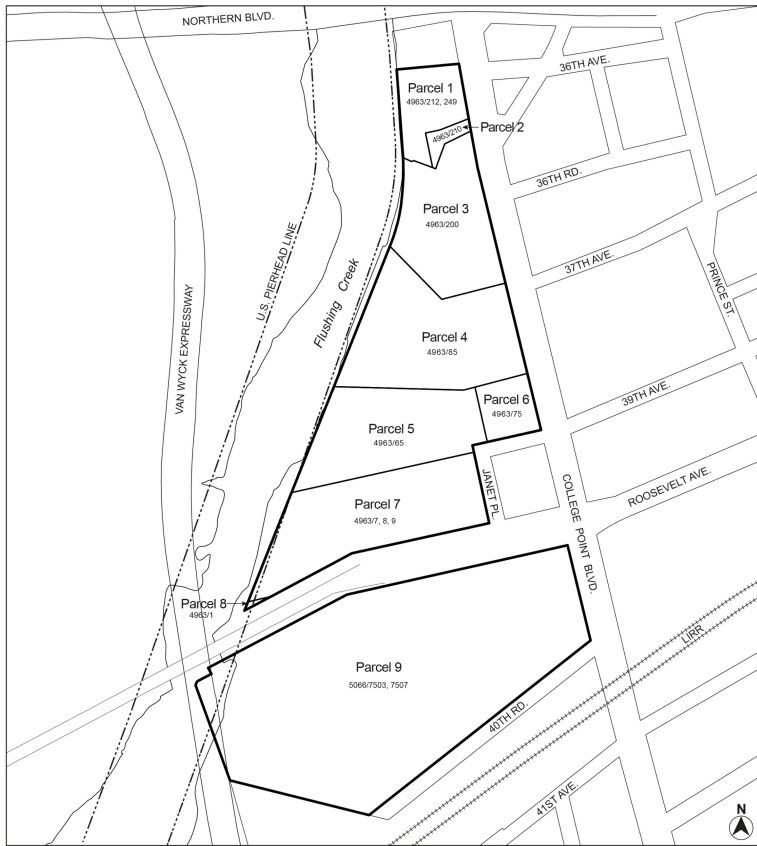 NORTHERN BLVD.
36TH AVE.
Parcel 1
4963/212, 249
4963/210
Parcel 2
36TH RD.
Parcel 3
4963/200
U.S. PIERHEAD LINE
Flushing Creek
37TH AVE.
PRINCE ST.
VAN WYCK EXPRESSWAY
Parcel 4
4963/85
39TH AVE.
Parcel 6
4963/75
Parcel 5
4963/65
JANET PL.
COLLEGE POINT BLVD.
ROOSEVELT AVE.
Parcel 7
4963/7, 8, 9
Parcel 8
4963/1
LIRR
Parcel 9
5066/7503, 7507
40TH RD.
41ST AVE.
N